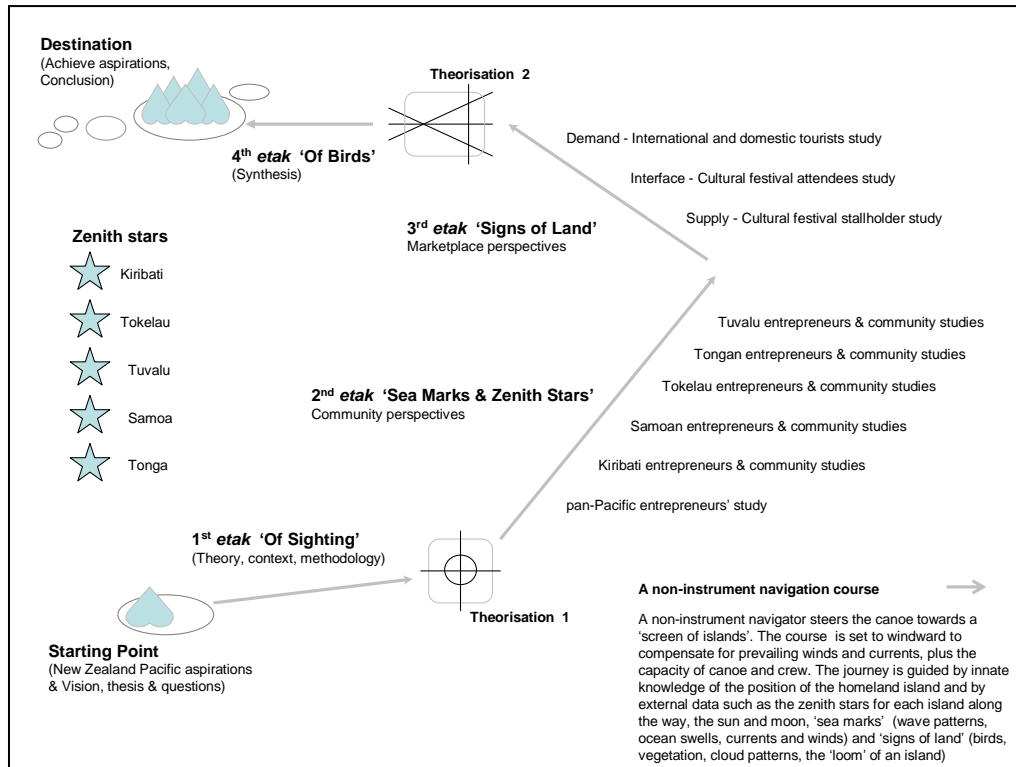 Destination
(Achieve aspirations,
Conclusion)
Theorisation 2
4th etak ‘Of Birds’
(Synthesis)
Demand - International and domestic tourists study
Interface - Cultural festival attendees study
Supply - Cultural festival stallholder study
3rd etak ‘Signs of Land’
Marketplace perspectives
Zenith stars
Kiribati
Tokelau
Tuvalu
Samoa
Tonga
2nd etak ‘Sea Marks & Zenith Stars’
Community perspectives
Tuvalu entrepreneurs & community studies
Tongan entrepreneurs & community studies
Tokelau entrepreneurs & community studies
Samoan entrepreneurs & community studies
Kiribati entrepreneurs & community studies
pan-Pacific entrepreneurs’ study
1st etak ‘Of Sighting’
(Theory, context, methodology)
Theorisation 1
Starting Point
(New Zealand Pacific aspirations
& Vision, thesis & questions)
A non-instrument navigation course
A non-instrument navigator steers the canoe towards a
‘screen of islands’. The course is set to windward to
compensate for prevailing winds and currents, plus the
capacity of canoe and crew. The journey is guided by innate
knowledge of the position of the homeland island and by
external data such as the zenith stars for each island along
the way, the sun and moon, ‘sea marks’ (wave patterns,
ocean swells, currents and winds) and ‘signs of land’ (birds,
vegetation, cloud patterns, the ‘loom’ of an island)